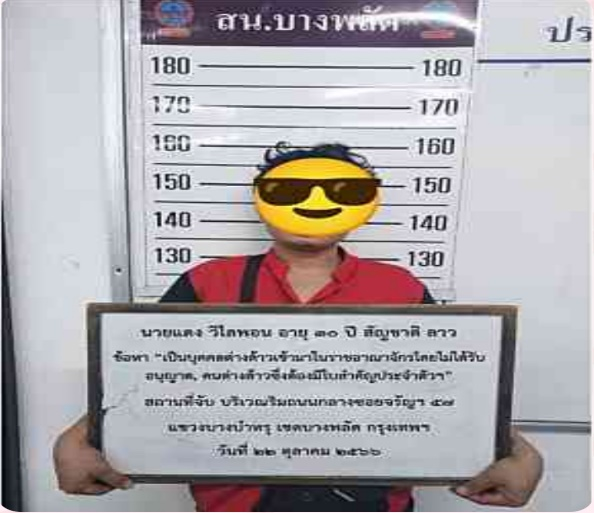 สน.บางพลัด
ปร
180 180
170 170
160 160
150 150
140 140
130 130
นายแดง วิไลพอน อายุ ๓๐ ปี สัญชาติ ลาว
ข้อหา "เป็นบุคคลต่างด้าวเข้ามาในราชอาณาจักรโดยไม่ได้รับ
อนุญาต, คนต่างด้าวซึ่งต้องมีใบสำคัญประจำตัวฯ"
สถานที่จับ บริเวณริมถนนกลางซอยจรัญฯ ๕๗
แขวงบางบำหรุ เขตบางพลัด กรุงเทพฯ
วันที่ ๒๒ ตุลาคม ๒๕๖๖